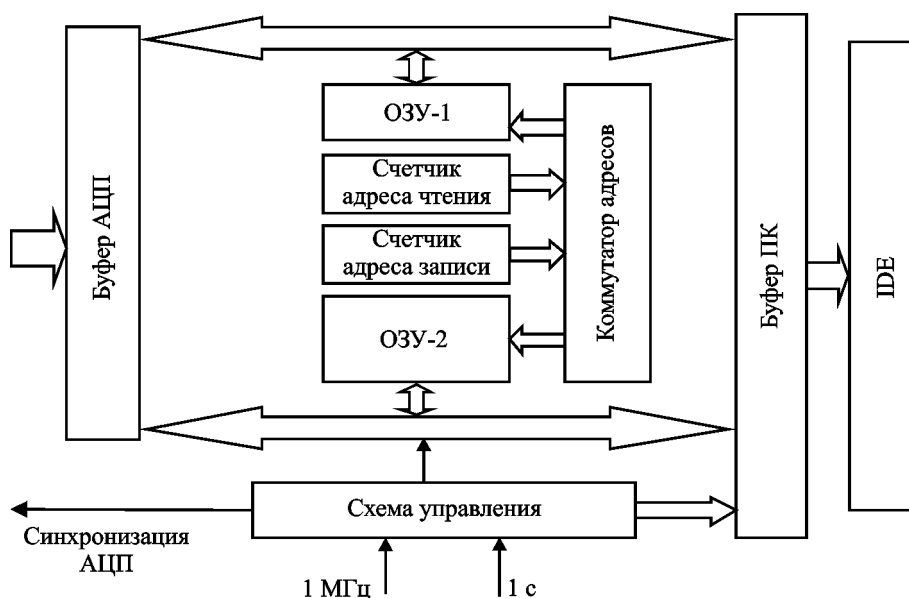 Буфер АЦП
ОЗУ-1
Счетчик
адреса чтения
Счетчик
адреса записи
ОЗУ-2
Коммутатор адресов
Буфер ПК
IDE
Схема управления
Синхронизация
АЦП
1 МГц
1 с